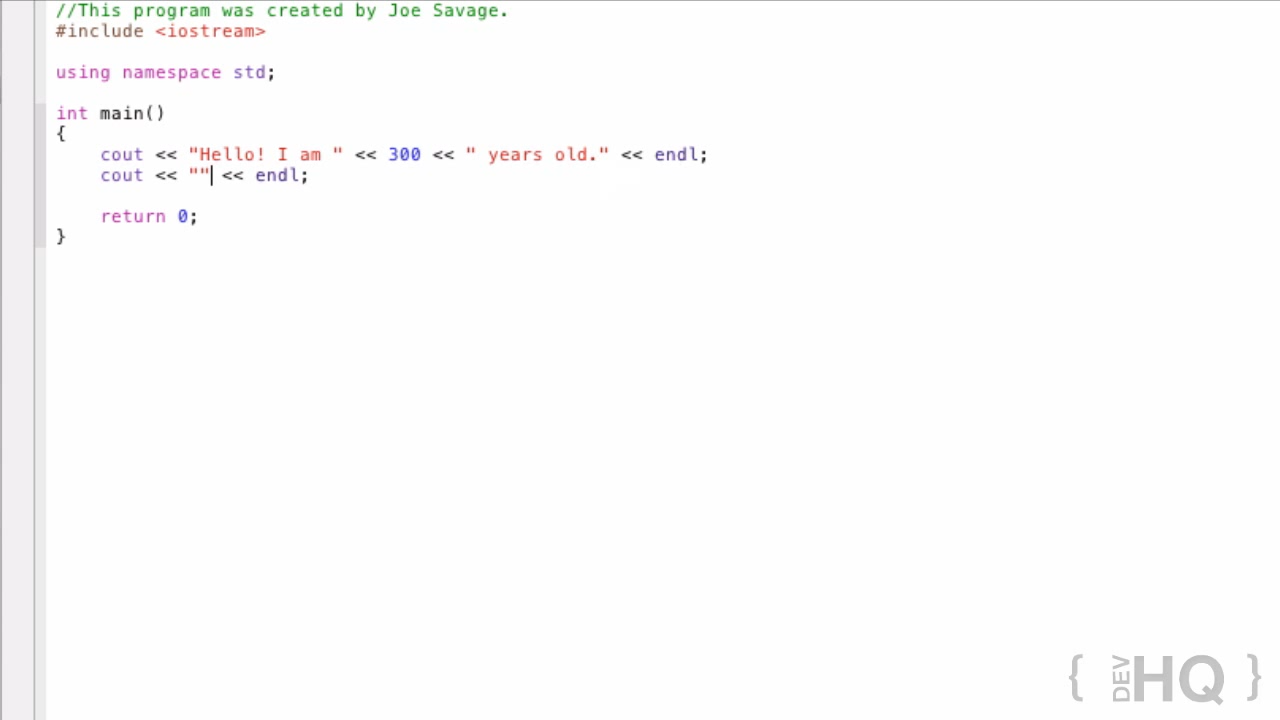 //This program was created by Joe Savage.
#include <iostream>
using namespace std;
int main()
{
cout << "Hello! I am " << 300 << " years old." << endl;
cout << "" << endl;
return 0;
}
{ DEV HQ }